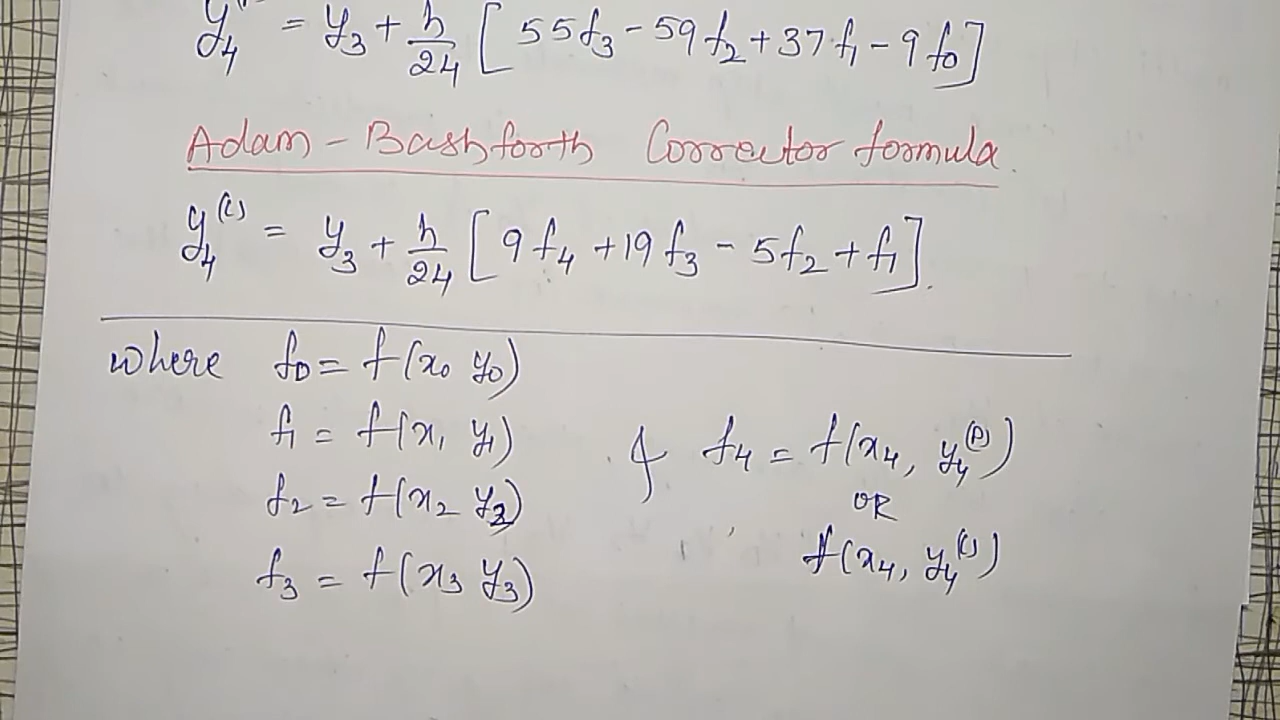 y₄⁽ᵖ⁾ = y₃ + h/24 [ 55f₃ - 59f₂ + 37f₁ - 9f₀ ]
Adam - Bashforth Corrector formula.
y₄⁽ᶜ⁾ = y₃ + h/24 [ 9f₄ + 19f₃ - 5f₂ + f₁ ].
where f₀ = f(x₀ y₀)
f₁ = f(x₁ y₁)
f₂ = f(x₂ y₂)
f₃ = f(x₃ y₃)
& f₄ = f(x₄, y₄⁽ᵖ⁾)
OR
f(x₄, y₄⁽ᶜ⁾)